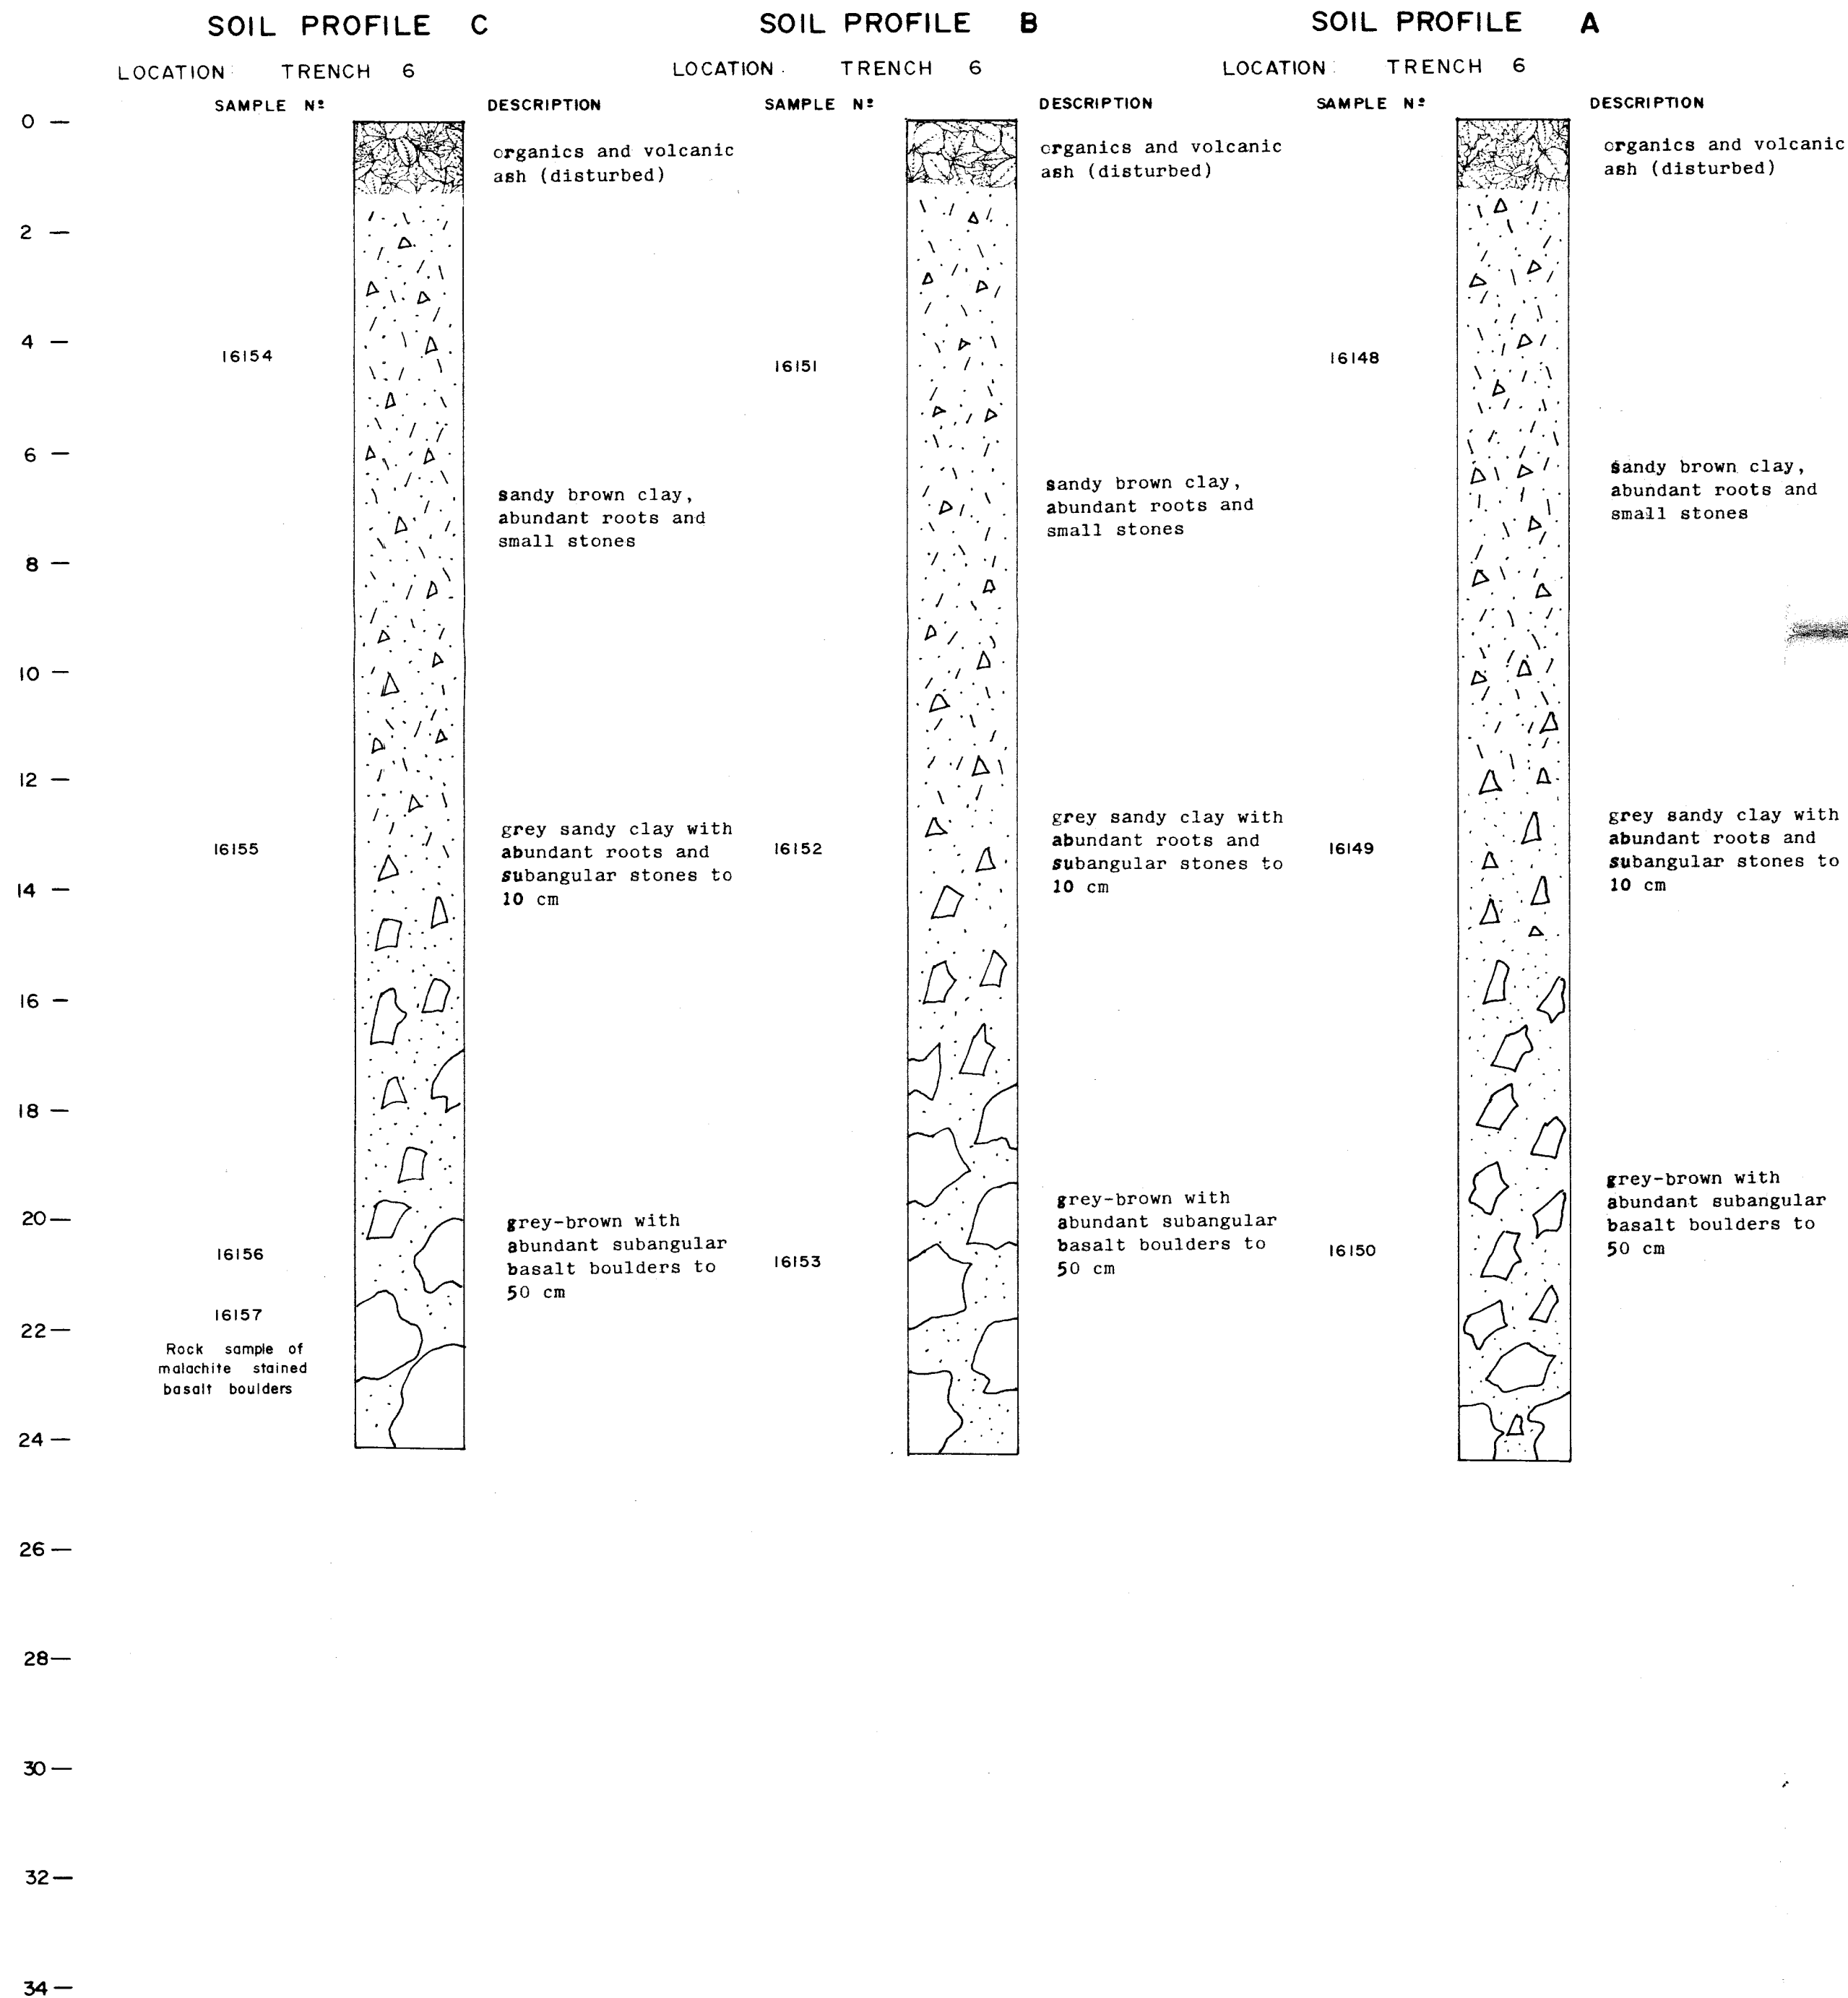 SOIL PROFILE C
LOCATION: TRENCH 6
SAMPLE Nº
DESCRIPTION
organics and volcanic
ash (disturbed)
16154
sandy brown clay,
abundant roots and
small stones
16155
grey sandy clay with
abundant roots and
subangular stones to
10 cm
16156
grey-brown with
abundant subangular
basalt boulders to
50 cm
16157
Rock sample of
malachite stained
basalt boulders
SOIL PROFILE B
LOCATION: TRENCH 6
SAMPLE Nº
DESCRIPTION
organics and volcanic
ash (disturbed)
16151
sandy brown clay,
abundant roots and
small stones
16152
grey sandy clay with
abundant roots and
subangular stones to
10 cm
16153
grey-brown with
abundant subangular
basalt boulders to
50 cm
SOIL PROFILE A
LOCATION: TRENCH 6
SAMPLE Nº
DESCRIPTION
organics and volcanic
ash (disturbed)
16148
sandy brown clay,
abundant roots and
small stones
16149
grey sandy clay with
abundant roots and
subangular stones to
10 cm
16150
grey-brown with
abundant subangular
basalt boulders to
50 cm
0
2
4
6
8
10
12
14
16
18
20
22
24
26
28
30
32
34